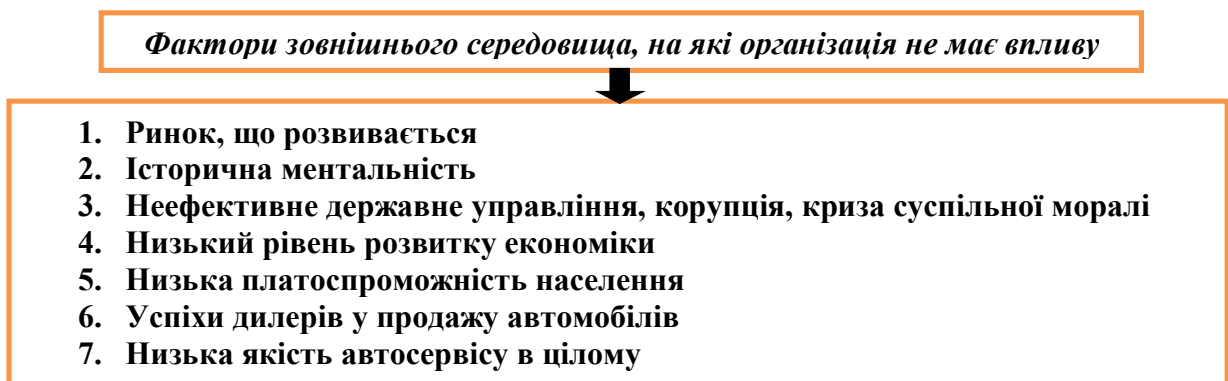 Фактори зовнішнього середовища, на які організація не має впливу
1. Ринок, що розвивається
2. Історична ментальність
3. Неефективне державне управління, корупція, криза суспільної моралі
4. Низький рівень розвитку економіки
5. Низька платоспроможність населення
6. Успіхи дилерів у продажу автомобілів
7. Низька якість автосервісу в цілому